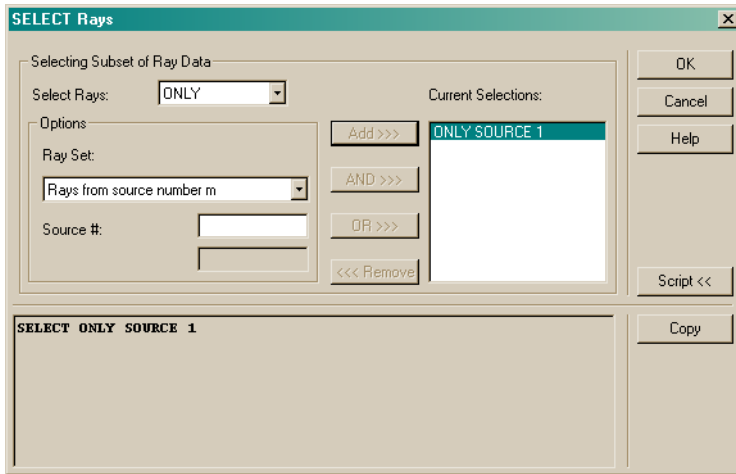 SELECT Rays
Selecting Subset of Ray Data
Select Rays:
ONLY
Options
Ray Set:
Rays from source number m
Source #:
Add >>>
AND >>>
OR >>>
<<< Remove
Current Selections:
ONLY SOURCE 1
OK
Cancel
Help
Script <<
SELECT ONLY SOURCE 1
Copy